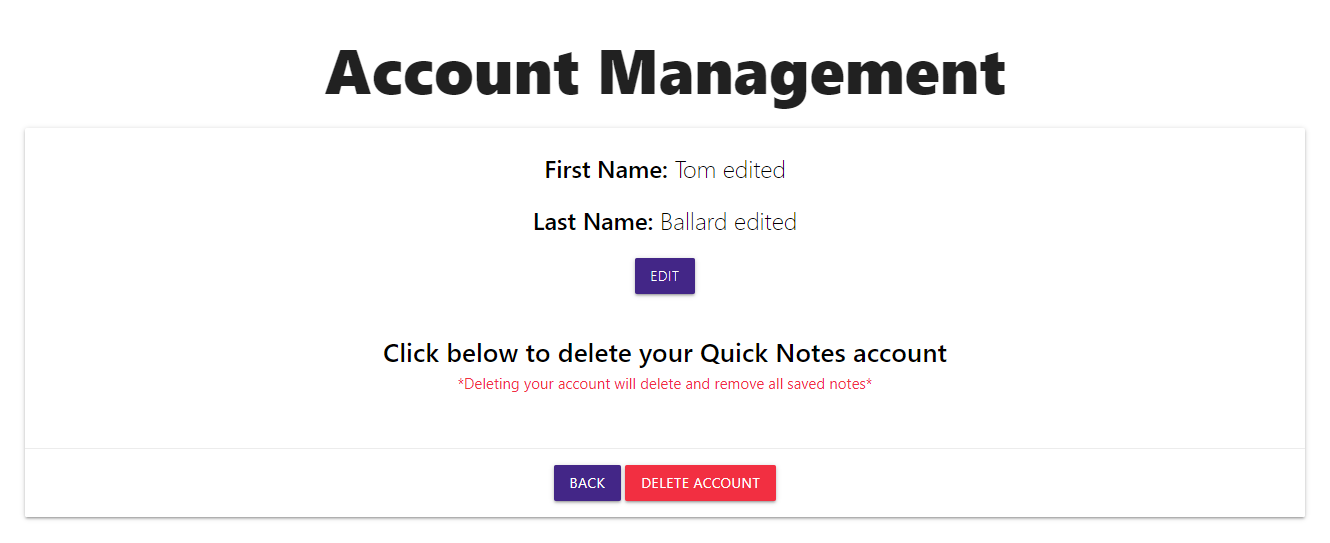 Account Management
First Name: Tom edited
Last Name: Ballard edited
EDIT
Click below to delete your Quick Notes account
*Deleting your account will delete and remove all saved notes*
BACK DELETE ACCOUNT